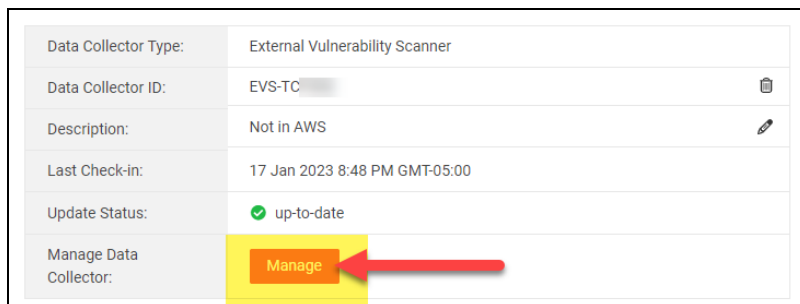 Data Collector Type: External Vulnerability Scanner
Data Collector ID: EVS-TC
Description: Not in AWS
Last Check-in: 17 Jan 2023 8:48 PM GMT-05:00
Update Status: up-to-date
Manage Data
Collector:
Manage